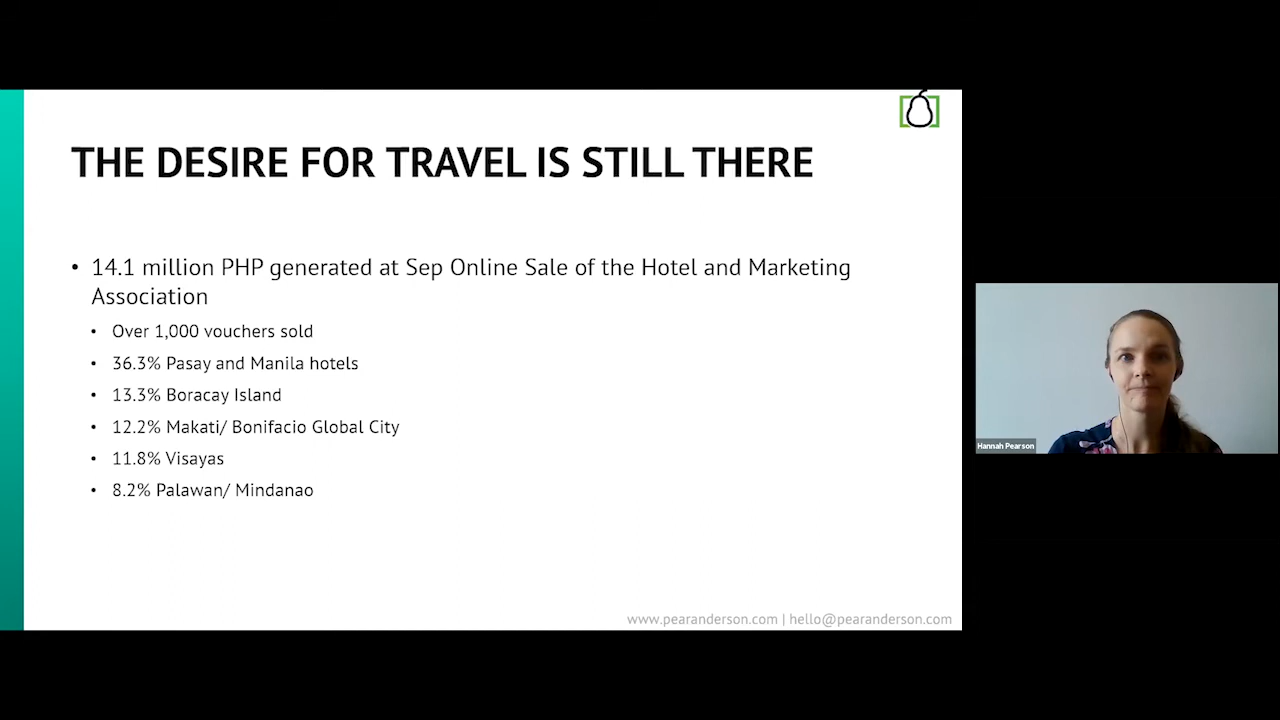 THE DESIRE FOR TRAVEL IS STILL THERE
• 14.1 million PHP generated at Sep Online Sale of the Hotel and Marketing
Association
• Over 1,000 vouchers sold
• 36.3% Pasay and Manila hotels
• 13.3% Boracay Island
• 12.2% Makati/ Bonifacio Global City
• 11.8% Visayas
• 8.2% Palawan/ Mindanao
www.pearanderson.com | hello@pearanderson.com
Hannah Pearson